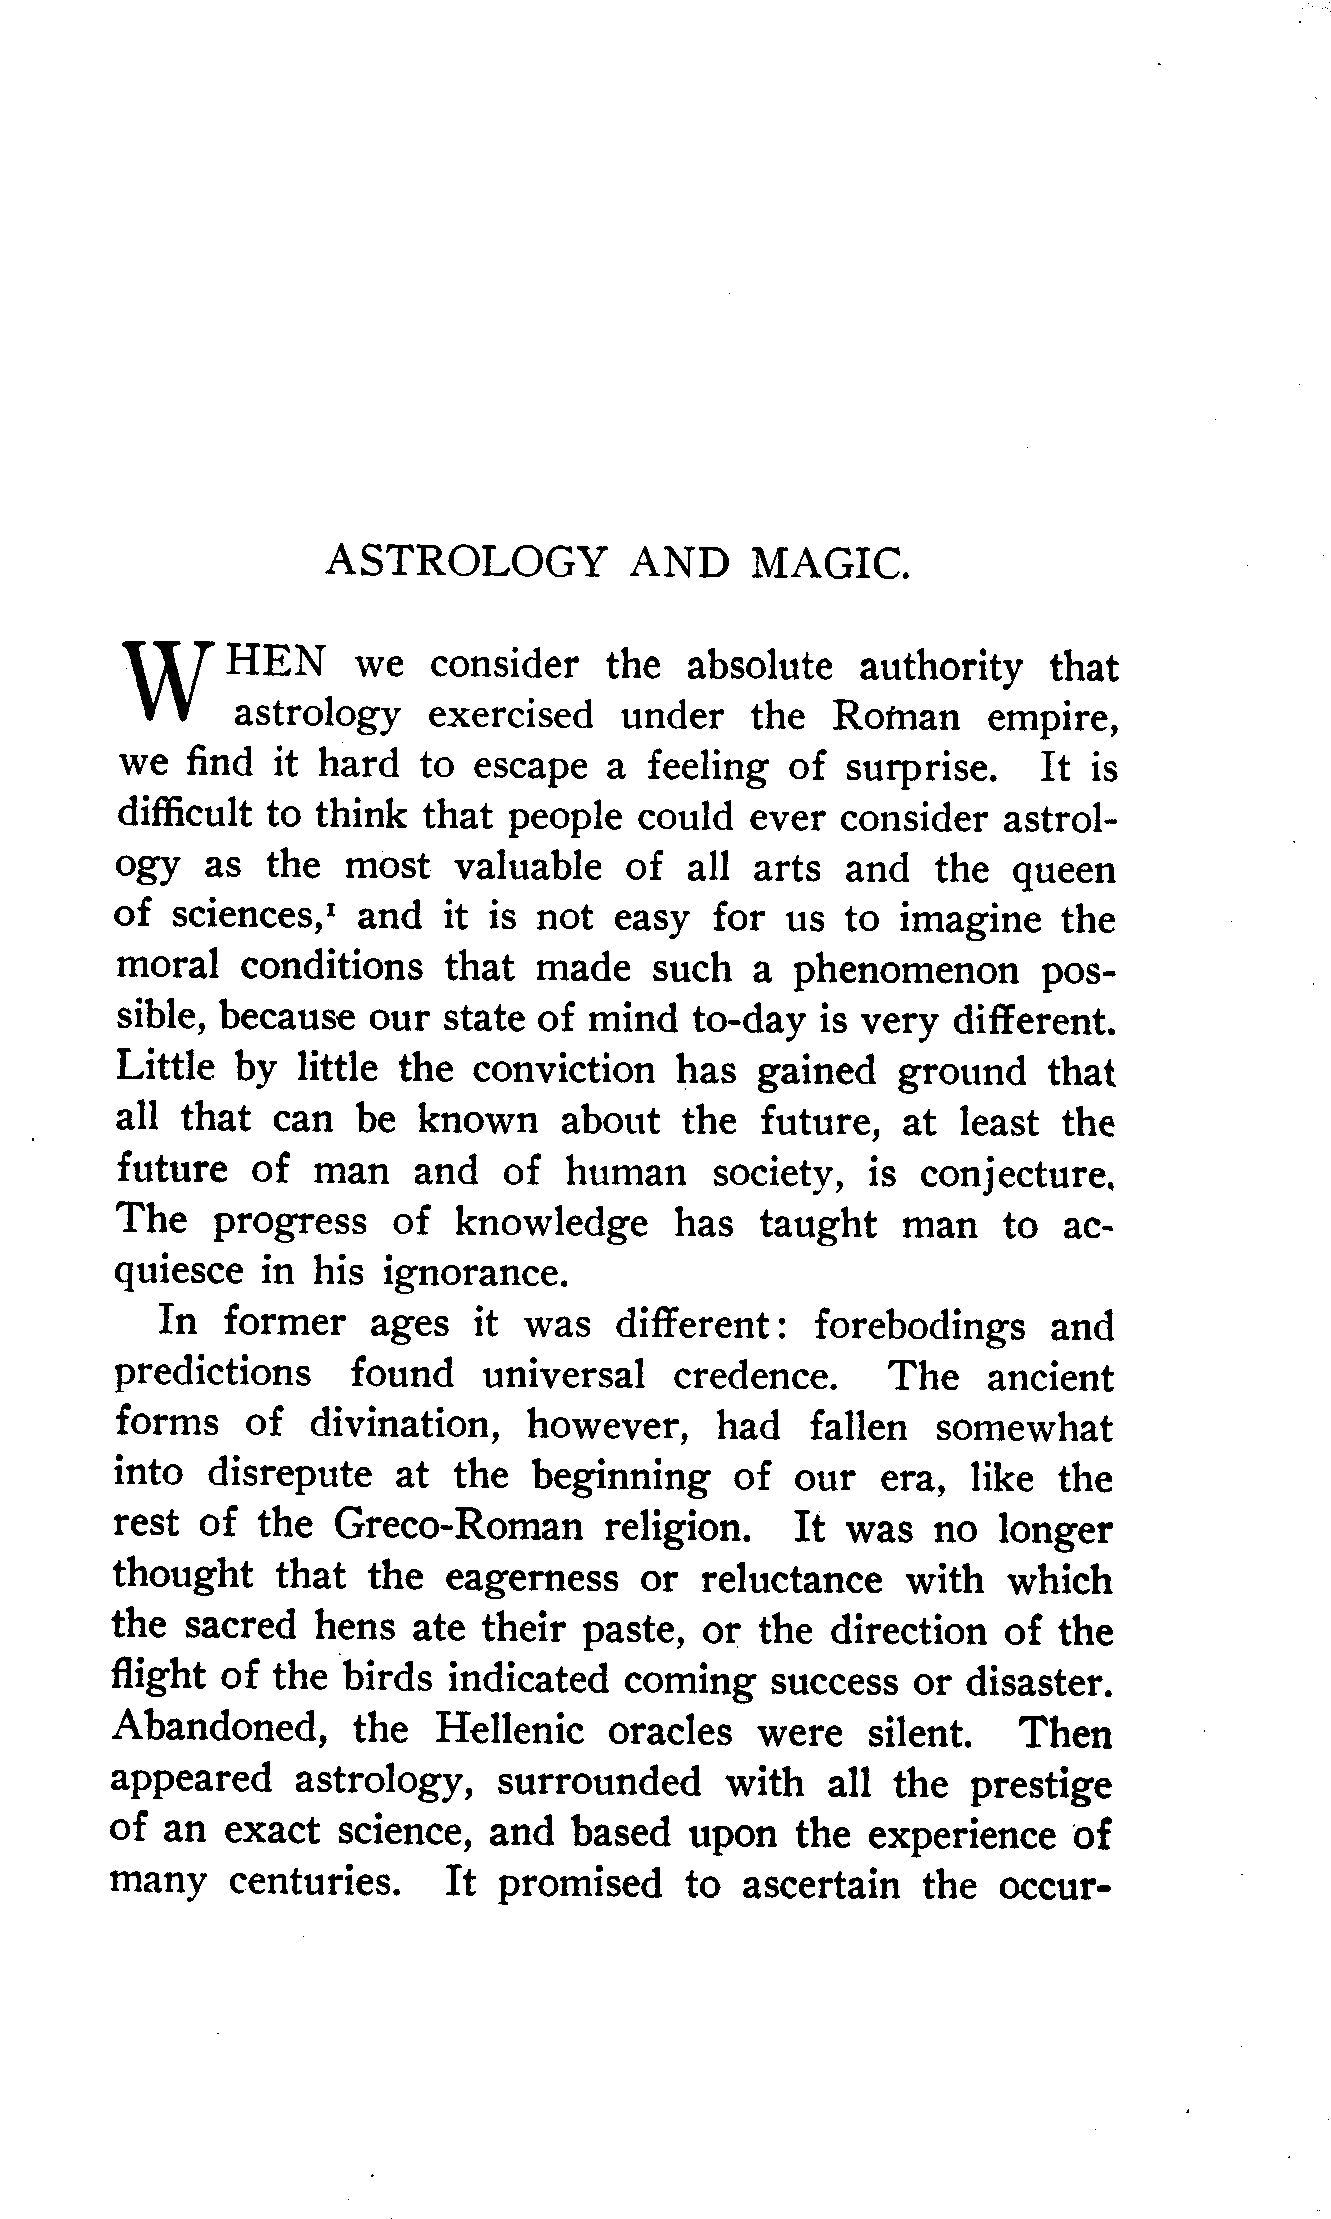 ASTROLOGY AND MAGIC.
WHEN we consider the absolute authority that
astrology exercised under the Roman empire,
we find it hard to escape a feeling of surprise. It is
difficult to think that people could ever consider astrol-
ogy as the most valuable of all arts and the queen
of sciences,¹ and it is not easy for us to imagine the
moral conditions that made such a phenomenon pos-
sible, because our state of mind to-day is very different.
Little by little the conviction has gained ground that
all that can be known about the future, at least the
future of man and of human society, is conjecture.
The progress of knowledge has taught man to ac-
quiesce in his ignorance.
In former ages it was different: forebodings and
predictions found universal credence. The ancient
forms of divination, however, had fallen somewhat
into disrepute at the beginning of our era, like the
rest of the Greco-Roman religion. It was no longer
thought that the eagerness or reluctance with which
the sacred hens ate their paste, or the direction of the
flight of the birds indicated coming success or disaster.
Abandoned, the Hellenic oracles were silent. Then
appeared astrology, surrounded with all the prestige
of an exact science, and based upon the experience of
many centuries. It promised to ascertain the occur-